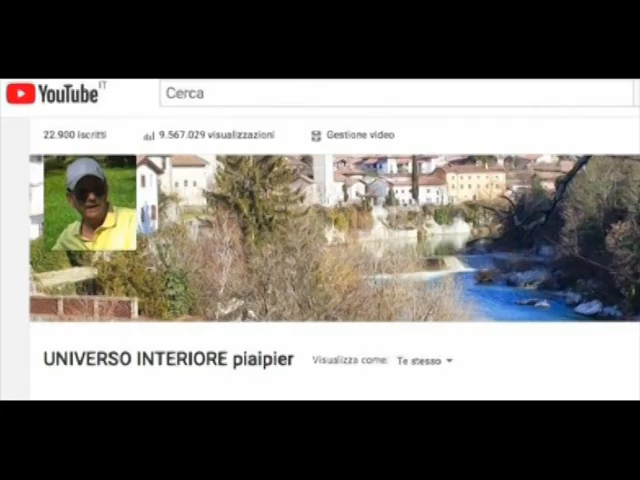 YouTube IT
Cerca
22.900 iscritti 9.567.029 visualizzazioni Gestione video
UNIVERSO INTERIORE piaipier Visualizza come: Te stesso